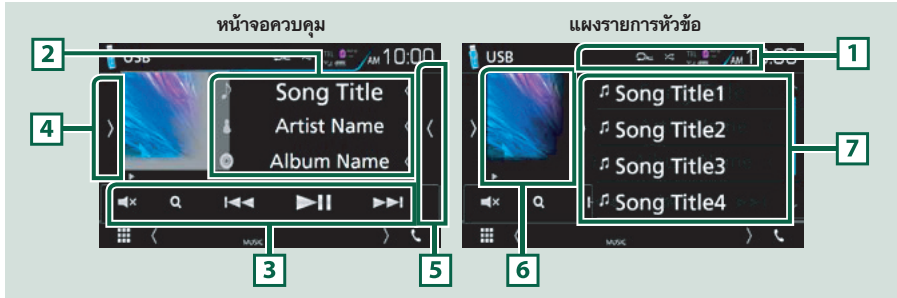 หน้าจอควบคุม
แผงรายการหัวข้อ
2
USB
AM 10:00
4
Song Title
Artist Name
Album Name
MUSIC
3
5
USB
AM
1
Song Title1
Song Title2
Song Title3
Song Title4
7
MUSIC
6